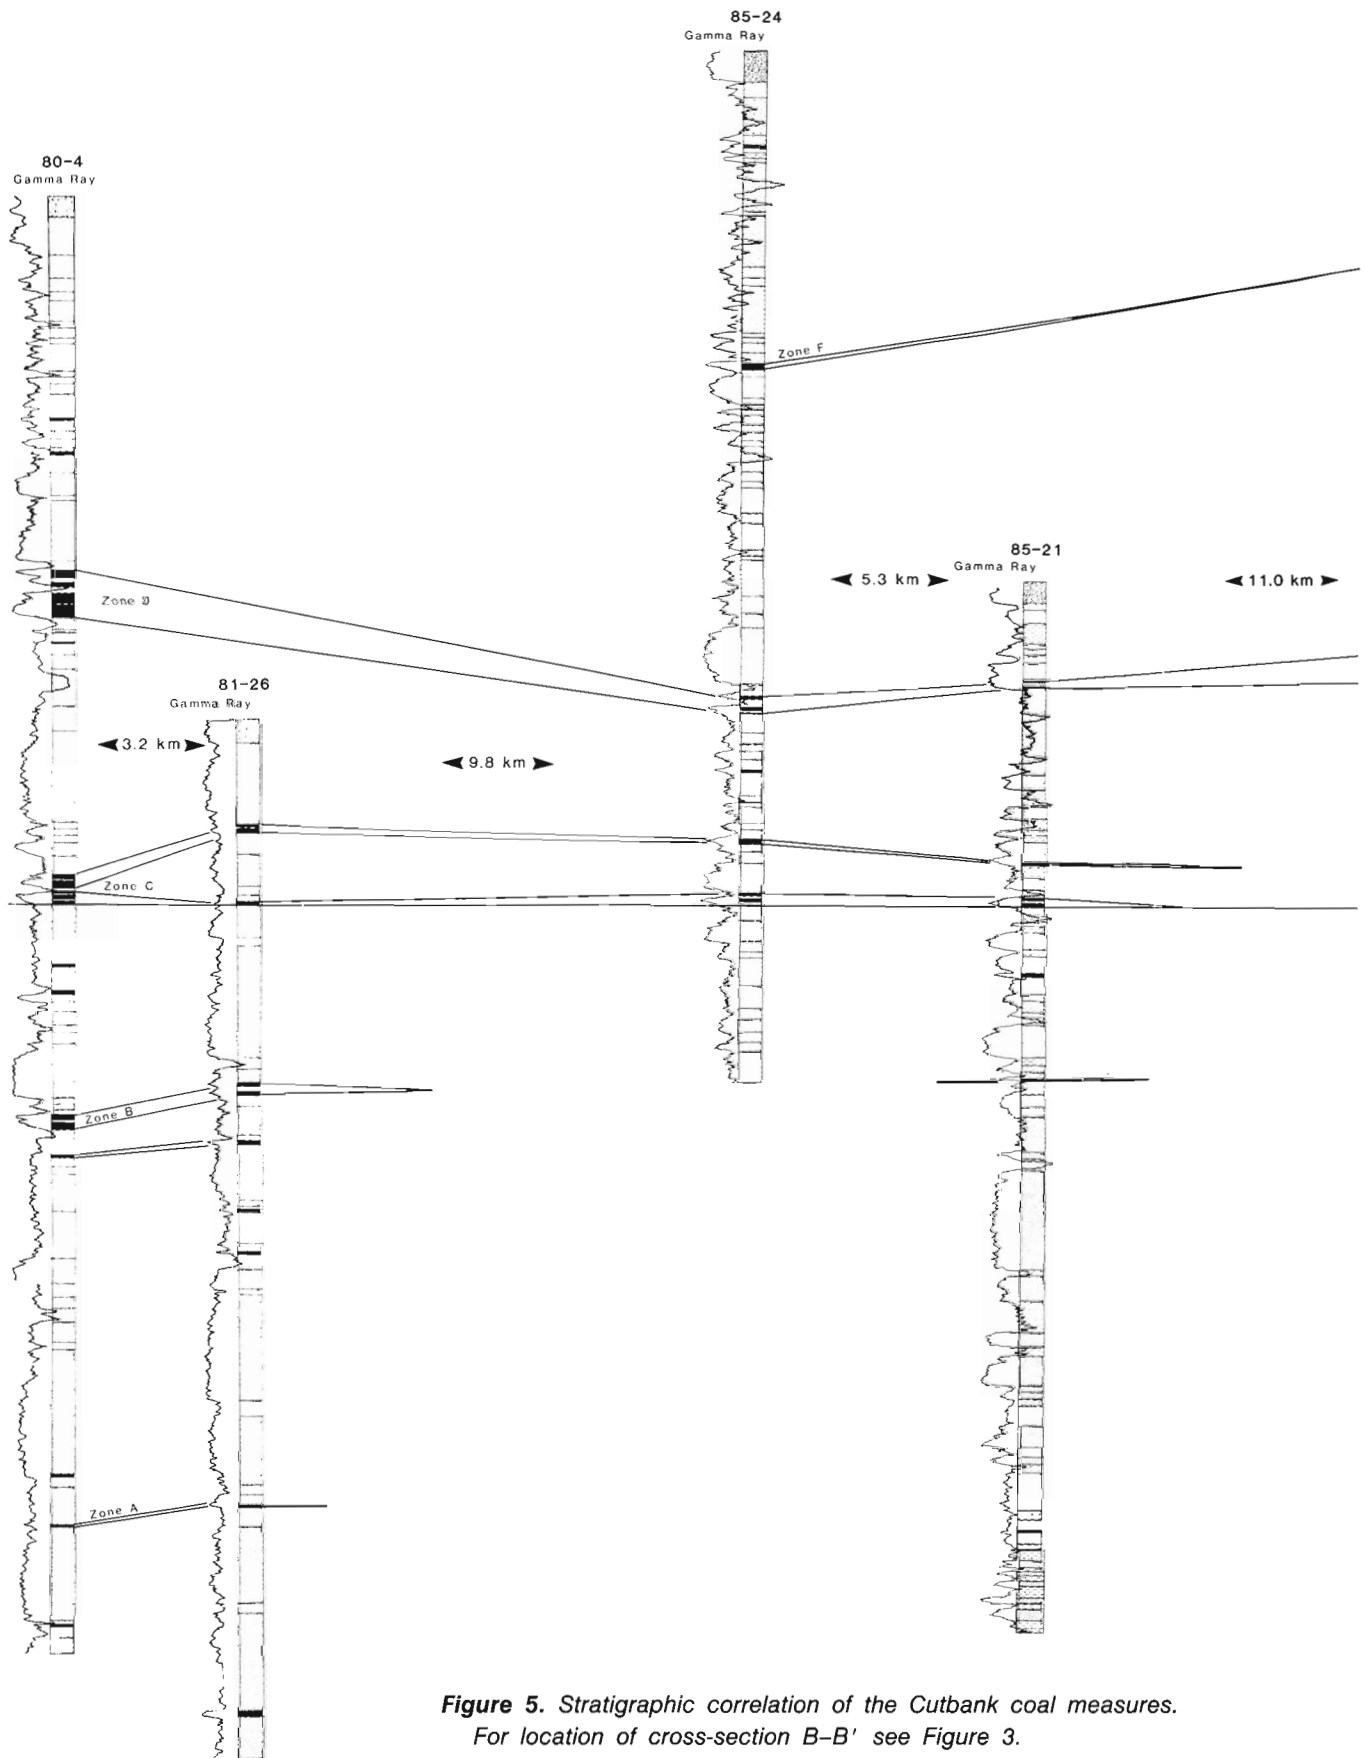 85-24
Gamma Ray
80-4
Gamma Ray
Zone F
85-21
Gamma Ray
5.3 km
11.0 km
Zone D
81-26
Gamma Ray
3.2 km
9.8 km
Zone C
Zone B
Zone A
Figure 5. Stratigraphic correlation of the Cutbank coal measures.
For location of cross-section B–B' see Figure 3.